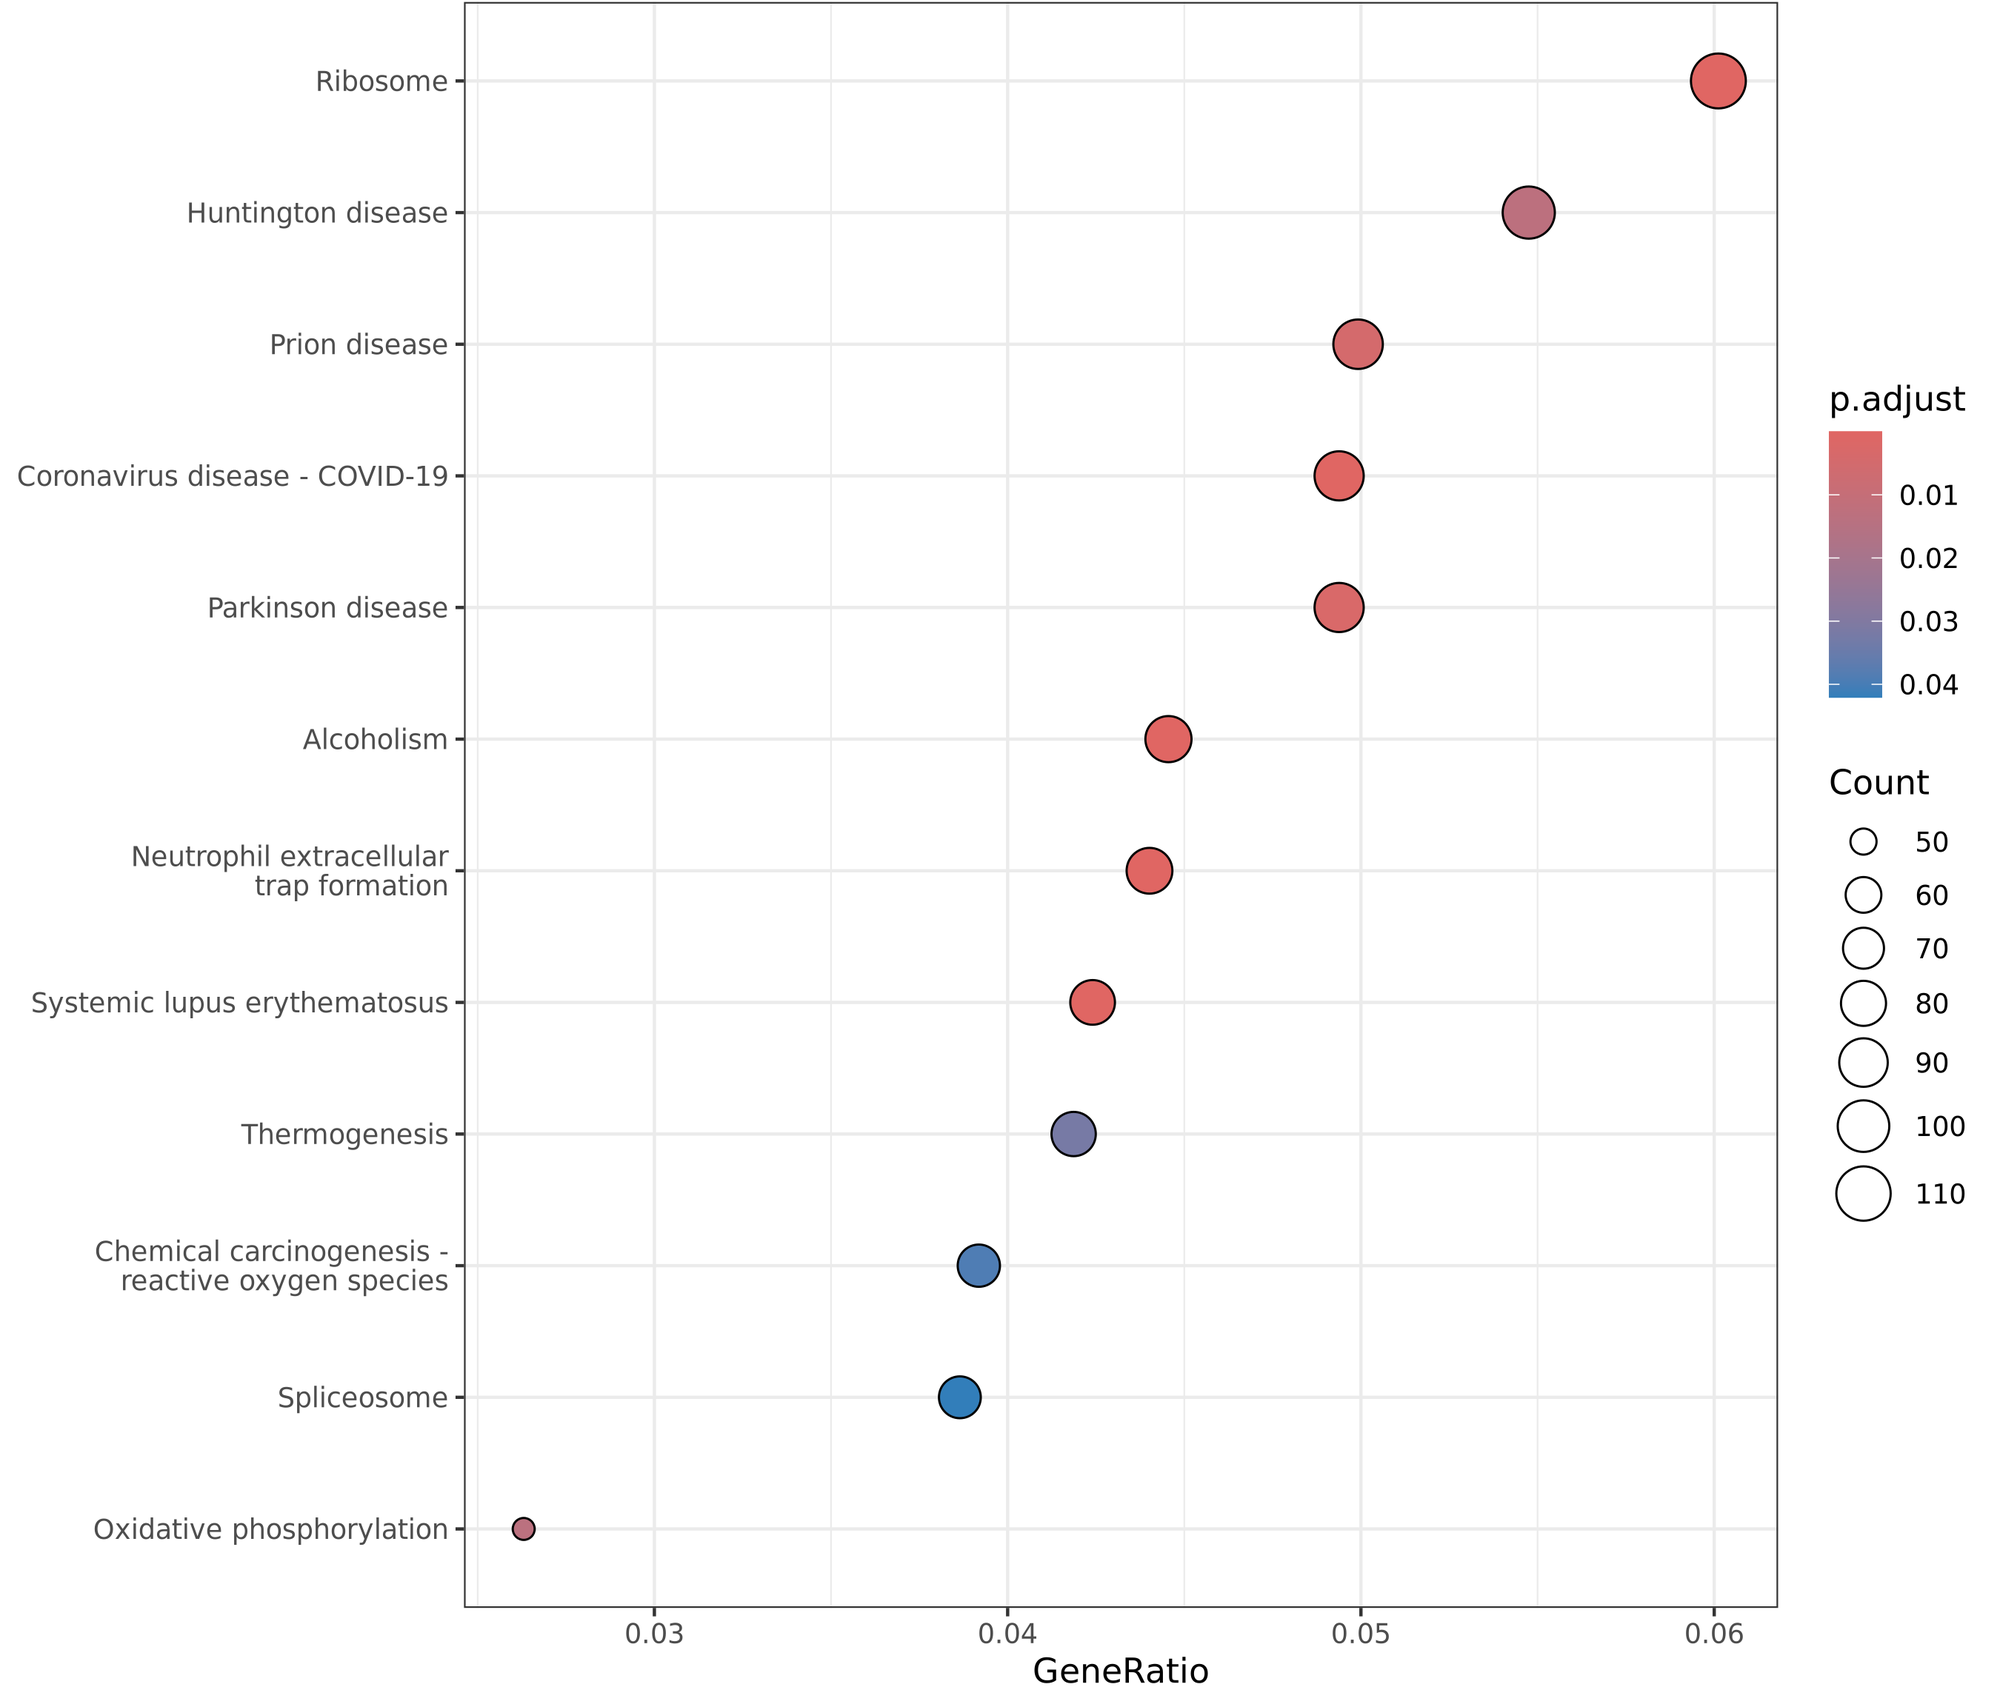 Ribosome
Huntington disease
Prion disease
Coronavirus disease - COVID-19
Parkinson disease
Alcoholism
Neutrophil extracellular
trap formation
Systemic lupus erythematosus
Thermogenesis
Chemical carcinogenesis -
reactive oxygen species
Spliceosome
Oxidative phosphorylation
0.03 0.04 0.05 0.06
GeneRatio
p.adjust
0.01
0.02
0.03
0.04
Count
50
60
70
80
90
100
110